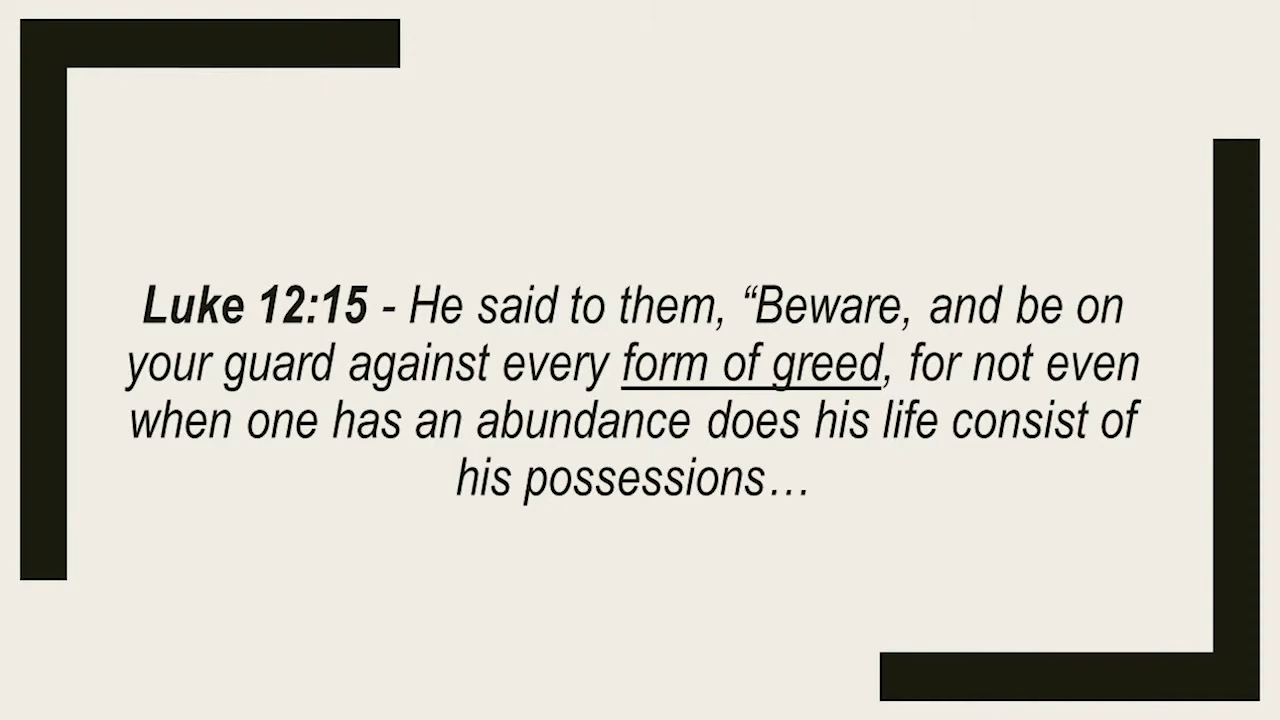 Luke 12:15 - He said to them, “Beware, and be on
your guard against every form of greed, for not even
when one has an abundance does his life consist of
his possessions…